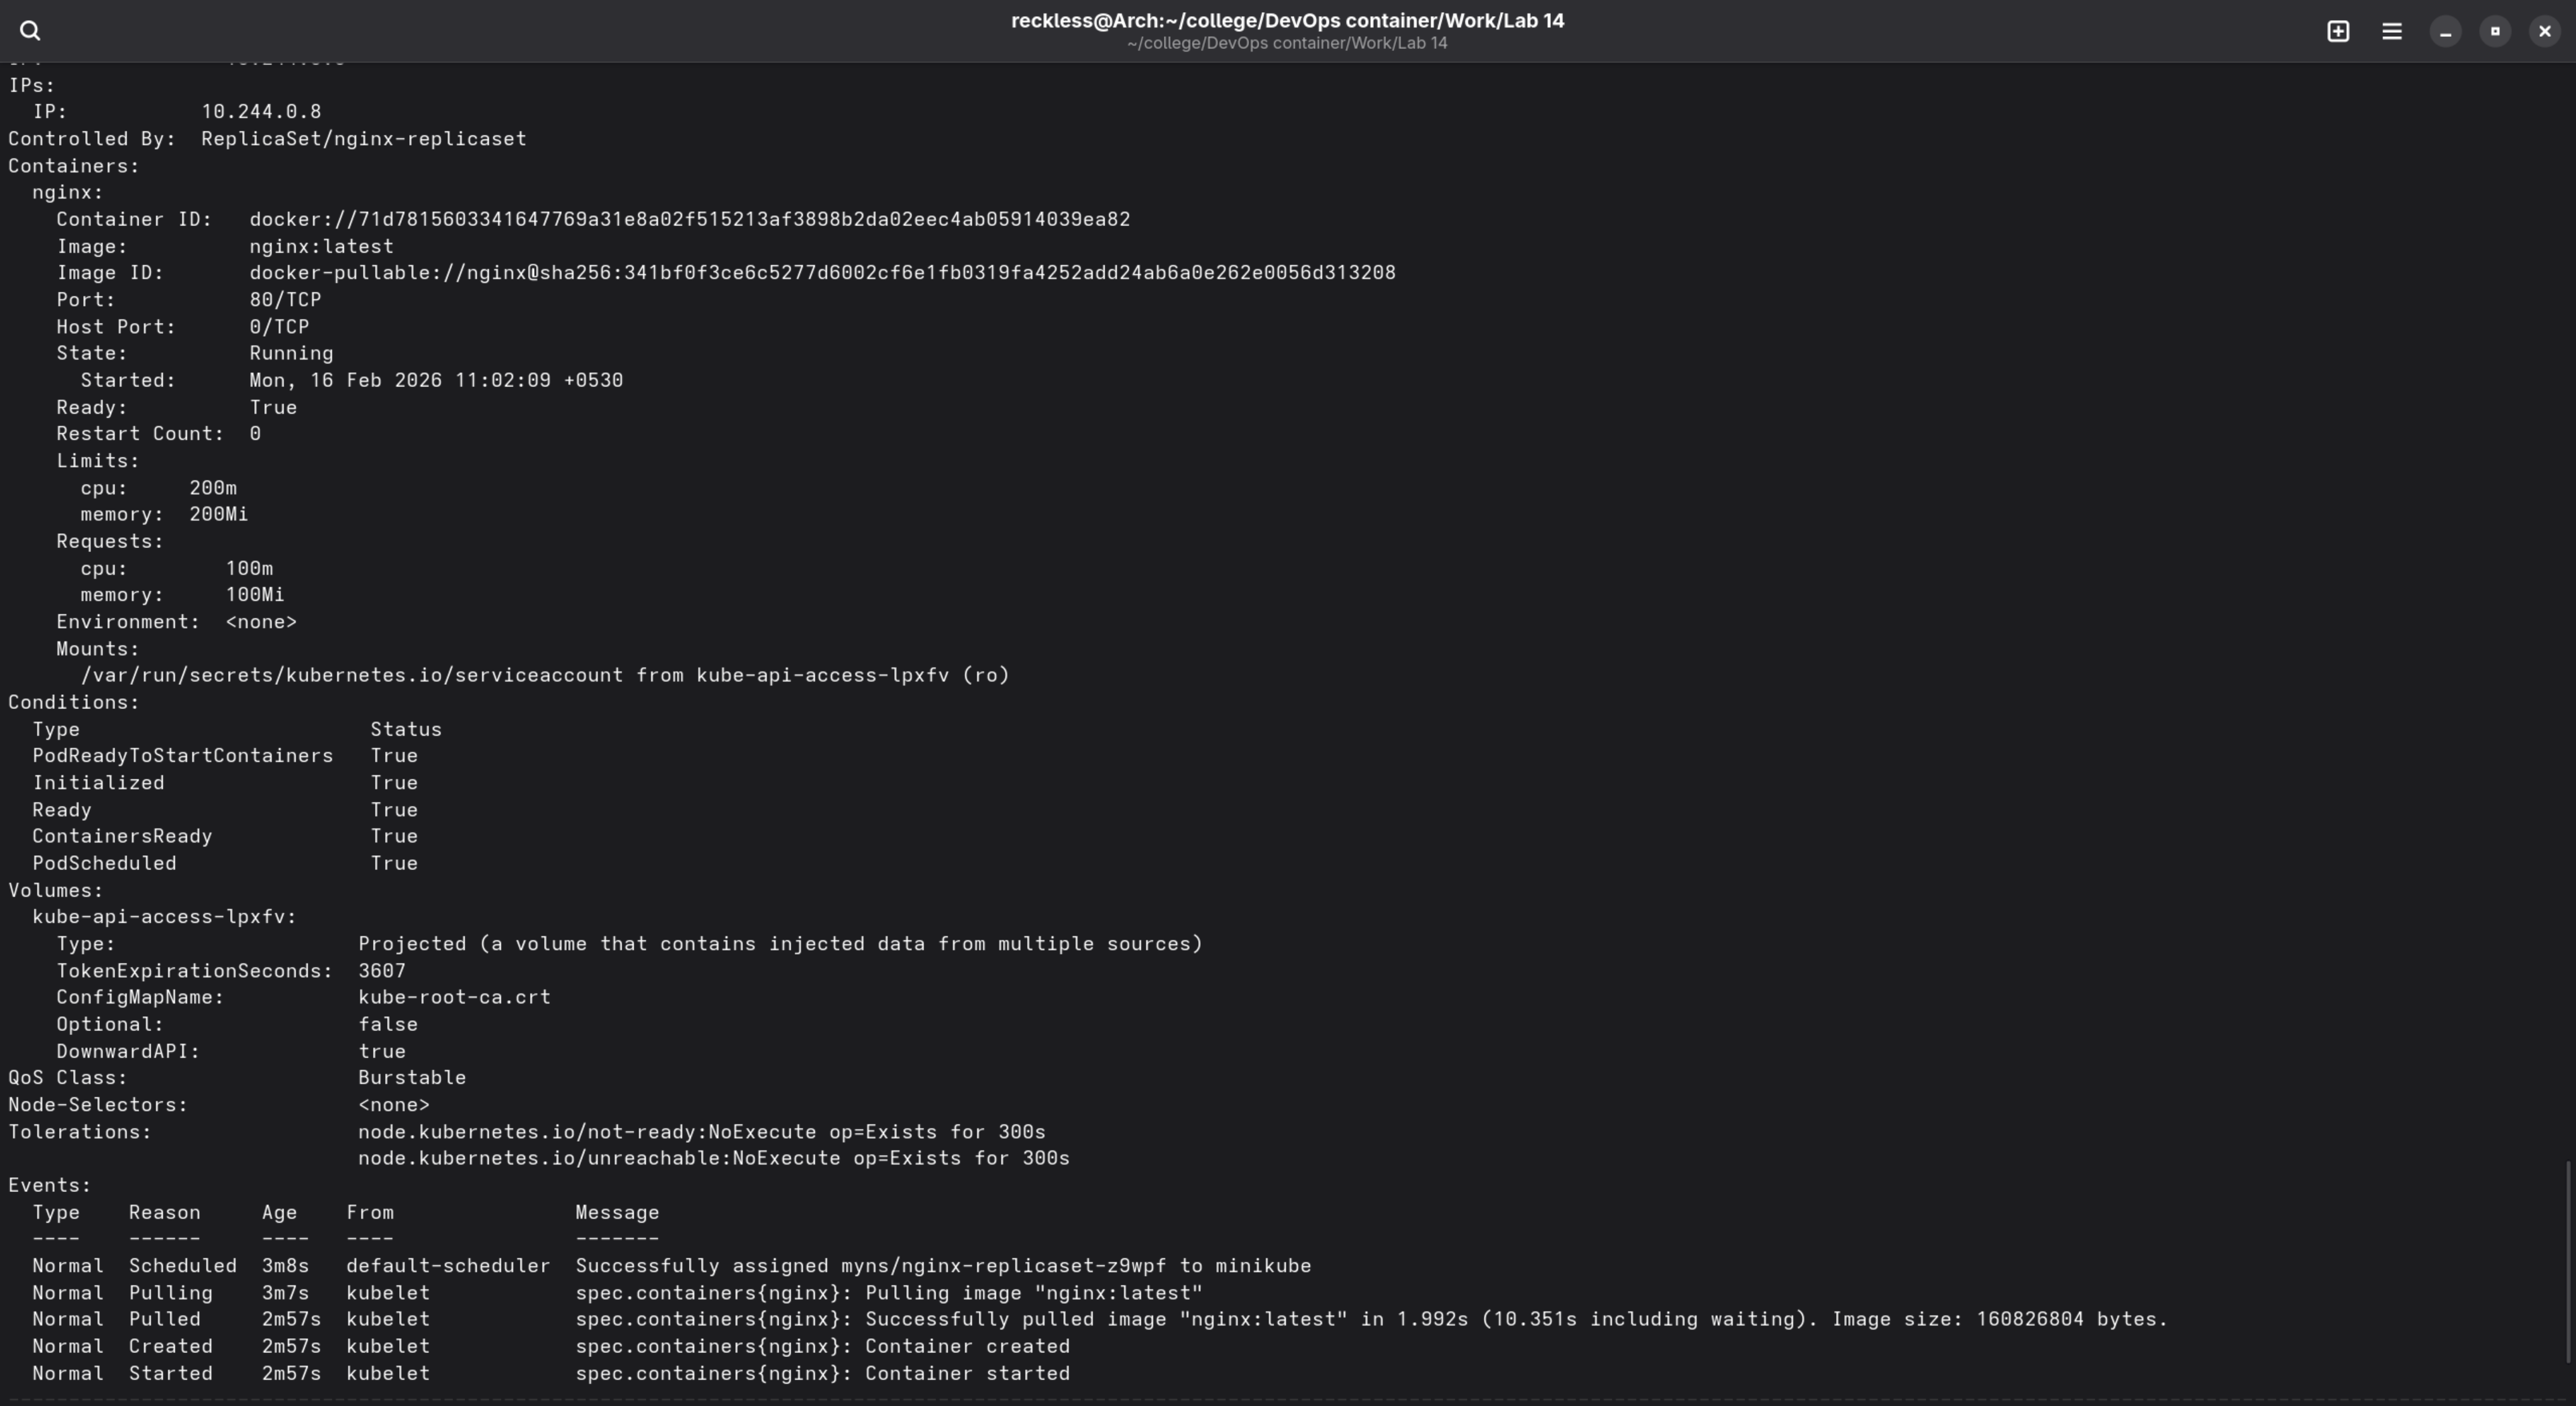 reckless@Arch:~/college/DevOps container/Work/Lab 14
~/college/DevOps container/Work/Lab 14
IPs:
  IP:           10.244.0.8
Controlled By:  ReplicaSet/nginx-replicaset
Containers:
  nginx:
    Container ID:   docker://71d7815603341647769a31e8a02f515213af3898b2da02eec4ab05914039ea82
    Image:          nginx:latest
    Image ID:       docker-pullable://nginx@sha256:341bf0f3ce6c5277d6002cf6e1fb0319fa4252add24ab6a0e262e0056d313208
    Port:           80/TCP
    Host Port:      0/TCP
    State:          Running
      Started:      Mon, 16 Feb 2026 11:02:09 +0530
    Ready:          True
    Restart Count:  0
    Limits:
      cpu:     200m
      memory:  200Mi
    Requests:
      cpu:        100m
      memory:     100Mi
    Environment:  <none>
    Mounts:
      /var/run/secrets/kubernetes.io/serviceaccount from kube-api-access-lpxfv (ro)
Conditions:
  Type                        Status
  PodReadyToStartContainers   True
  Initialized                 True
  Ready                       True
  ContainersReady             True
  PodScheduled                True
Volumes:
  kube-api-access-lpxfv:
    Type:                    Projected (a volume that contains injected data from multiple sources)
    TokenExpirationSeconds:  3607
    ConfigMapName:           kube-root-ca.crt
    Optional:                false
    DownwardAPI:             true
QoS Class:                   Burstable
Node-Selectors:              <none>
Tolerations:                 node.kubernetes.io/not-ready:NoExecute op=Exists for 300s
                             node.kubernetes.io/unreachable:NoExecute op=Exists for 300s
Events:
  Type    Reason     Age    From               Message
  ----    ------     ----   ----               -------
  Normal  Scheduled  3m8s   default-scheduler  Successfully assigned myns/nginx-replicaset-z9wpf to minikube
  Normal  Pulling    3m7s   kubelet            spec.containers{nginx}: Pulling image "nginx:latest"
  Normal  Pulled     2m57s  kubelet            spec.containers{nginx}: Successfully pulled image "nginx:latest" in 1.992s (10.351s including waiting). Image size: 160826804 bytes.
  Normal  Created    2m57s  kubelet            spec.containers{nginx}: Container created
  Normal  Started    2m57s  kubelet            spec.containers{nginx}: Container started